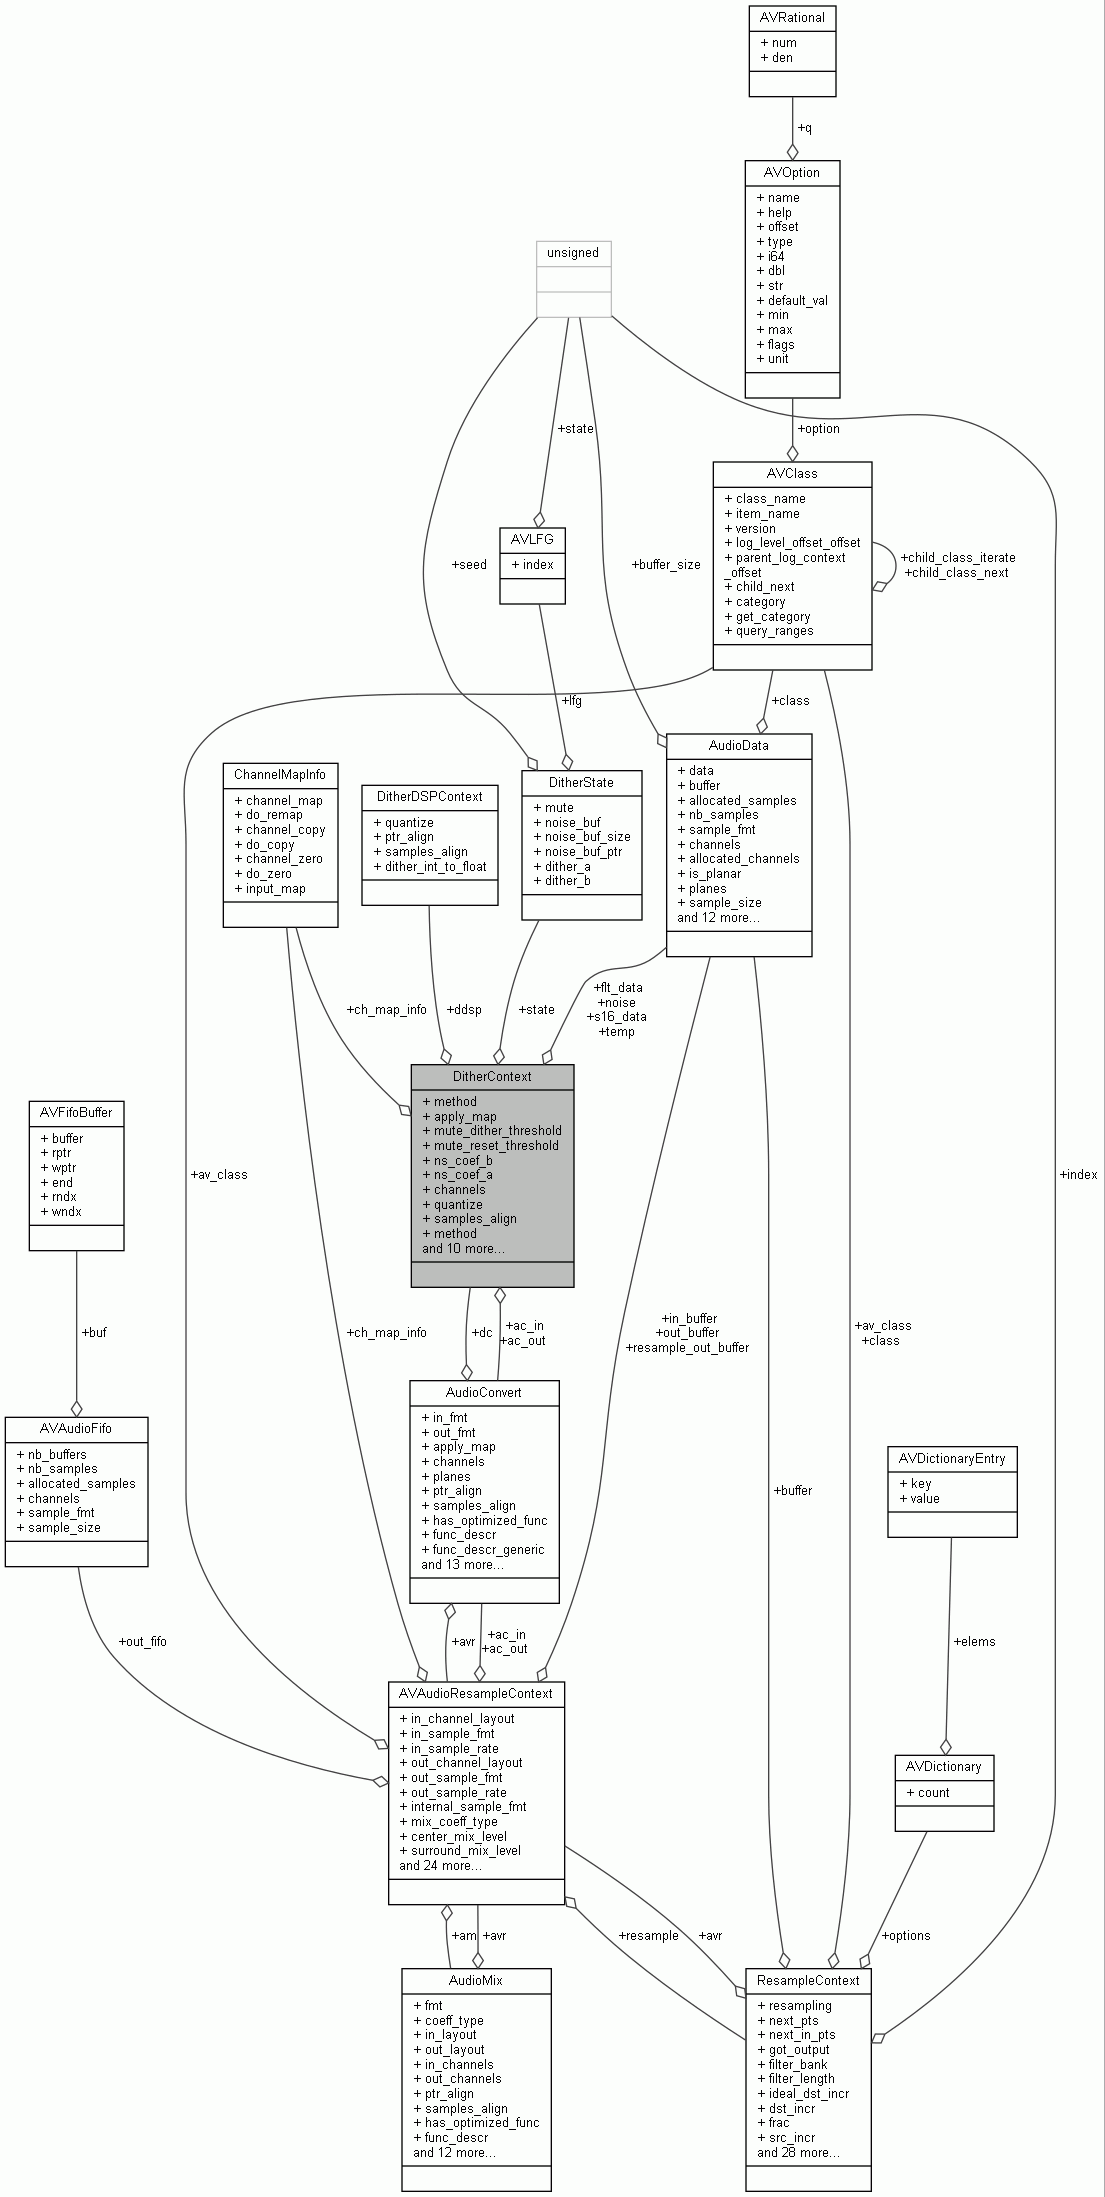 AVRational
+ num
+ den
+q
AVOption
+ name
+ help
+ offset
+ type
+ i64
+ dbl
+ str
+ default_val
+ min
+ max
+ flags
+ unit
unsigned
+state
+option
AVClass
+ class_name
+ item_name
+ version
+ log_level_offset_offset
+ parent_log_context
_offset
+ child_next
+ category
+ get_category
+ query_ranges
+child_class_iterate
+child_class_next
+seed
AVLFG
+ index
+buffer_size
+lfg
+class
ChannelMapInfo
+ channel_map
+ do_remap
+ channel_copy
+ do_copy
+ channel_zero
+ do_zero
+ input_map
DitherDSPContext
+ quantize
+ ptr_align
+ samples_align
+ dither_int_to_float
DitherState
+ mute
+ noise_buf
+ noise_buf_size
+ noise_buf_ptr
+ dither_a
+ dither_b
AudioData
+ data
+ buffer
+ allocated_samples
+ nb_samples
+ sample_fmt
+ channels
+ allocated_channels
+ is_planar
+ planes
+ sample_size
and 12 more...
+ch_map_info
+ddsp
+state
+flt_data
+noise
+s16_data
+temp
DitherContext
+ method
+ apply_map
+ mute_dither_threshold
+ mute_reset_threshold
+ ns_coef_b
+ ns_coef_a
+ channels
+ quantize
+ samples_align
+ method
and 10 more...
AVFifoBuffer
+ buffer
+ rptr
+ wptr
+ end
+ rndx
+ wndx
+av_class
+index
+buf
+ch_map_info
+dc
+ac_in
+ac_out
+in_buffer
+out_buffer
+resample_out_buffer
+av_class
+class
AudioConvert
+ in_fmt
+ out_fmt
+ apply_map
+ channels
+ planes
+ ptr_align
+ samples_align
+ has_optimized_func
+ func_descr
+ func_descr_generic
and 13 more...
AVAudioFifo
+ nb_buffers
+ nb_samples
+ allocated_samples
+ channels
+ sample_fmt
+ sample_size
+buffer
AVDictionaryEntry
+ key
+ value
+out_fifo
+avr
+ac_in
+ac_out
+elems
AVAudioResampleContext
+ in_channel_layout
+ in_sample_fmt
+ in_sample_rate
+ out_channel_layout
+ out_sample_fmt
+ out_sample_rate
+ internal_sample_fmt
+ mix_coeff_type
+ center_mix_level
+ surround_mix_level
and 24 more...
AVDictionary
+ count
+am
+avr
+resample
+avr
+options
AudioMix
+ fmt
+ coeff_type
+ in_layout
+ out_layout
+ in_channels
+ out_channels
+ ptr_align
+ samples_align
+ has_optimized_func
+ func_descr
and 12 more...
ResampleContext
+ resampling
+ next_pts
+ next_in_pts
+ got_output
+ filter_bank
+ filter_length
+ ideal_dst_incr
+ dst_incr
+ frac
+ src_incr
and 28 more...